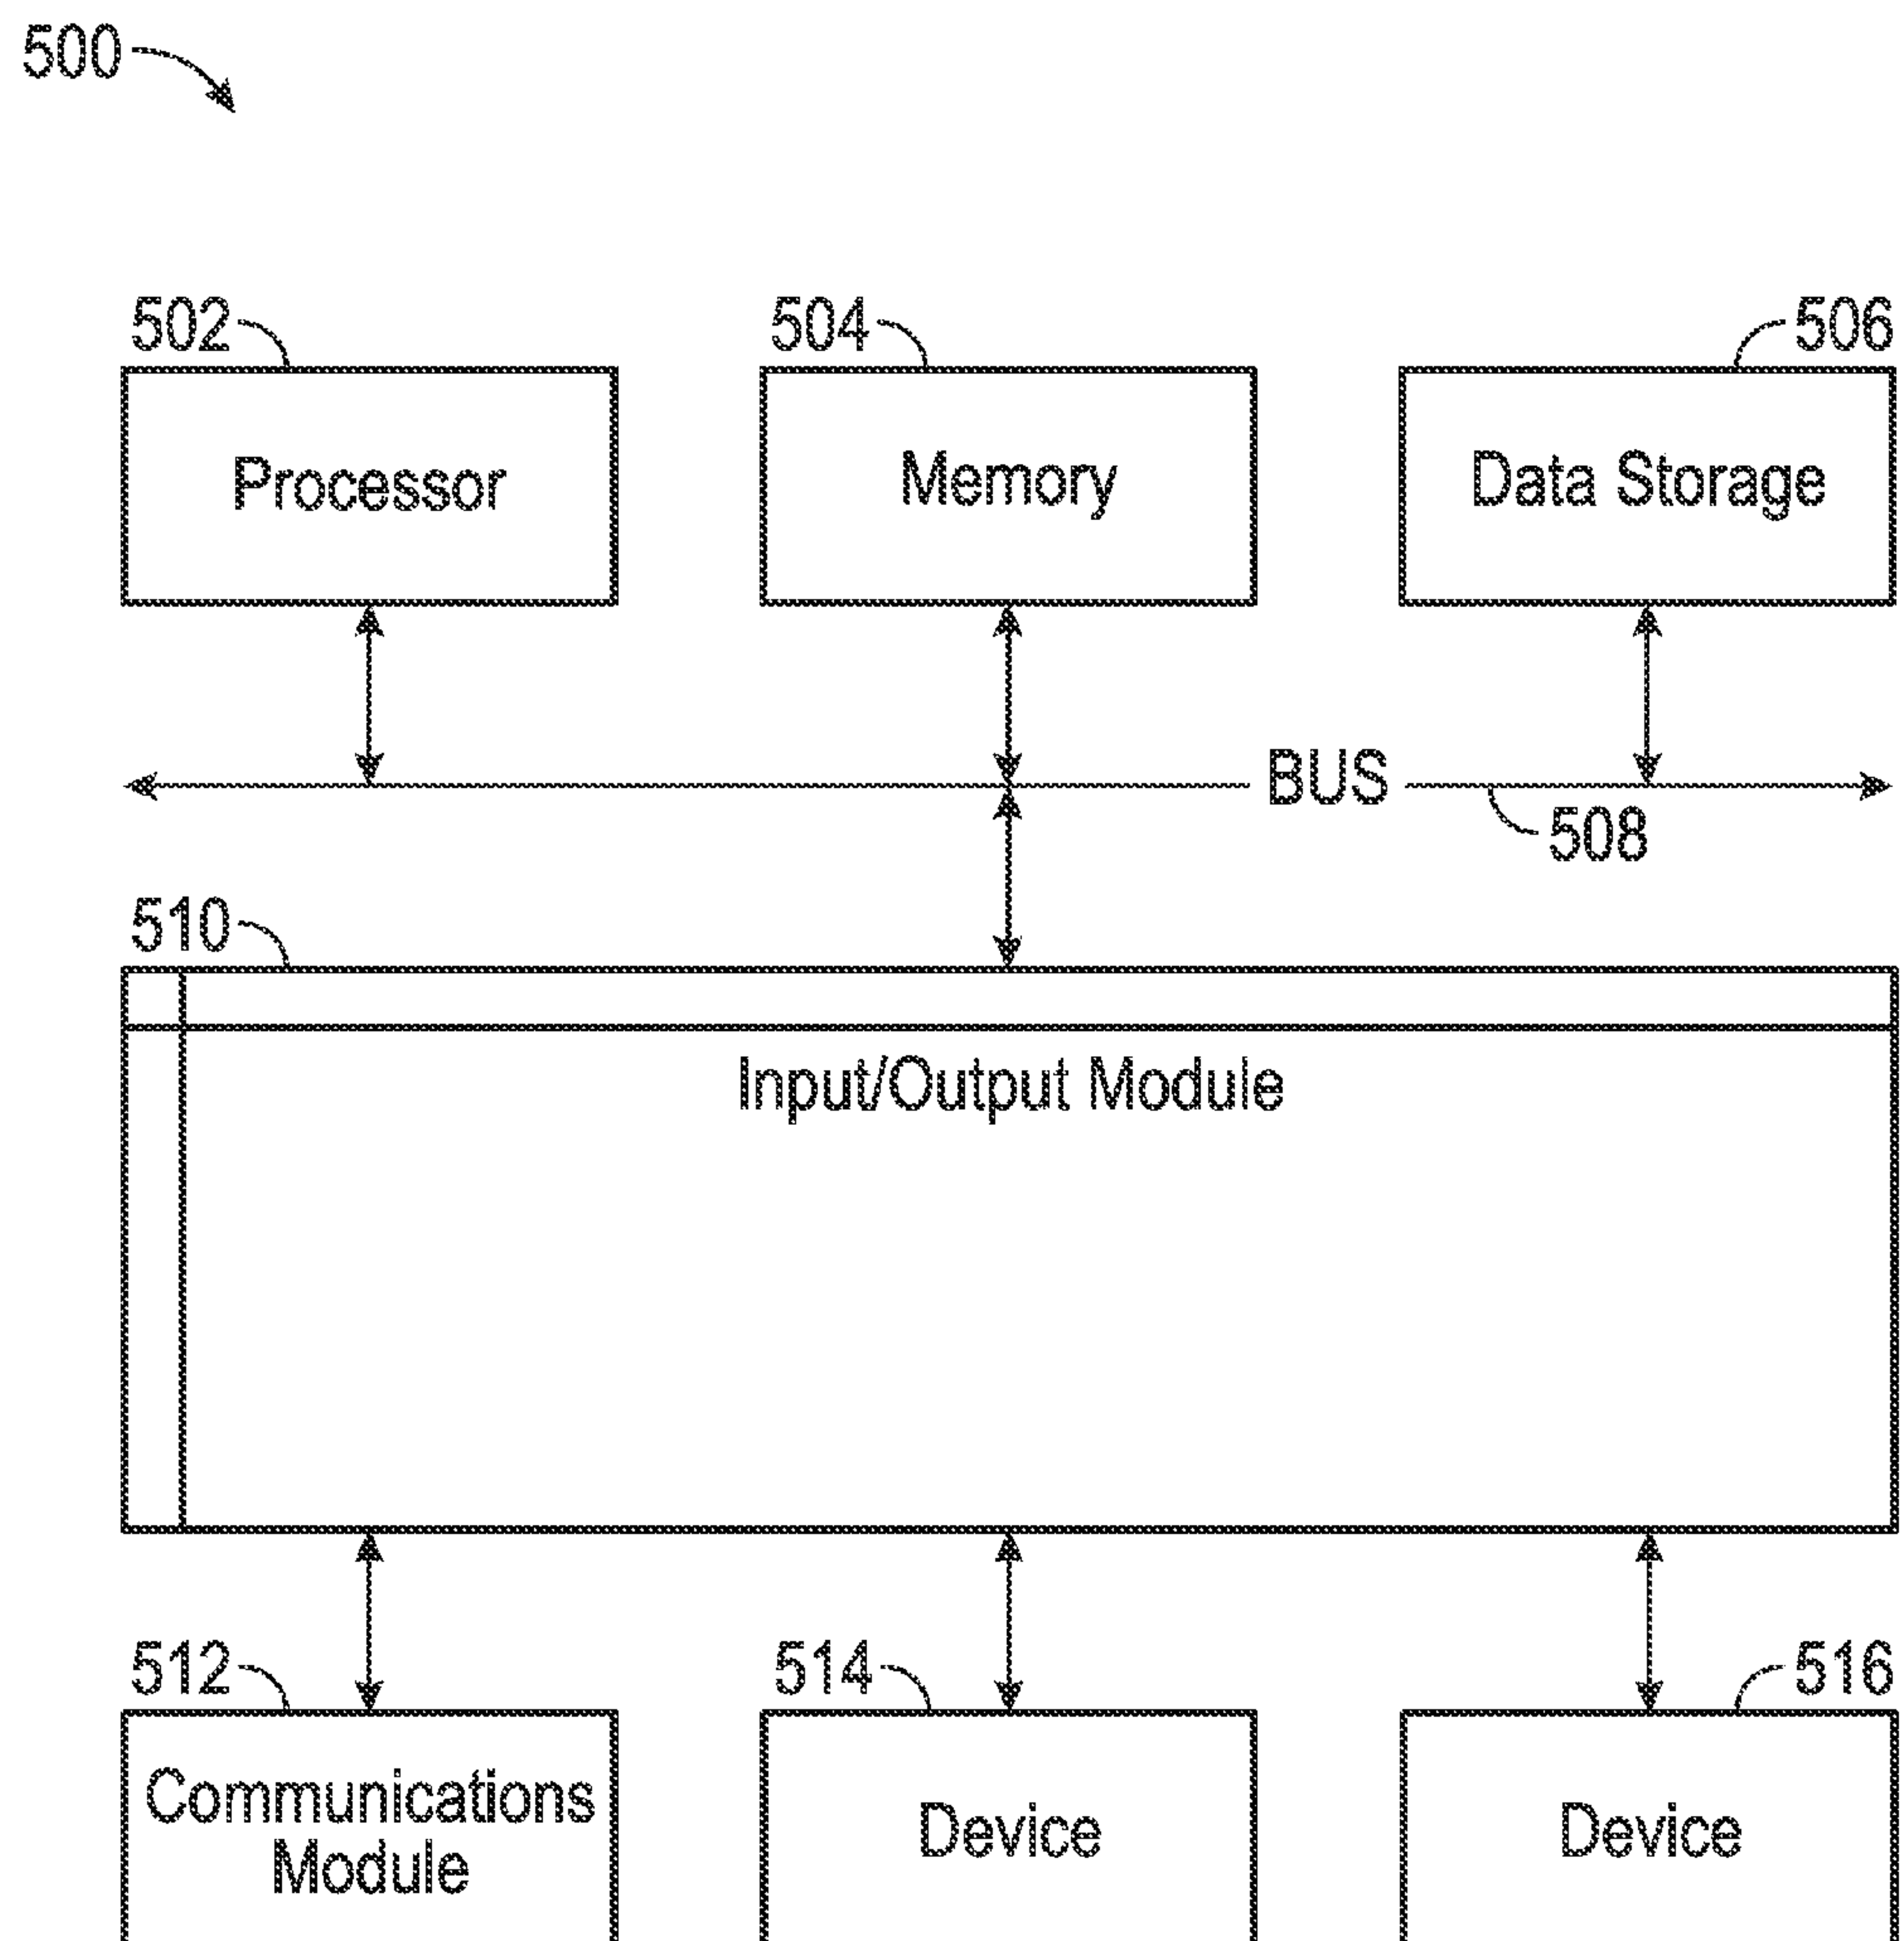 500
502
504
506
Processor
Memory
Data Storage
BUS
508
510
Input/Output Module
512
514
516
Communications
Module
Device
Device